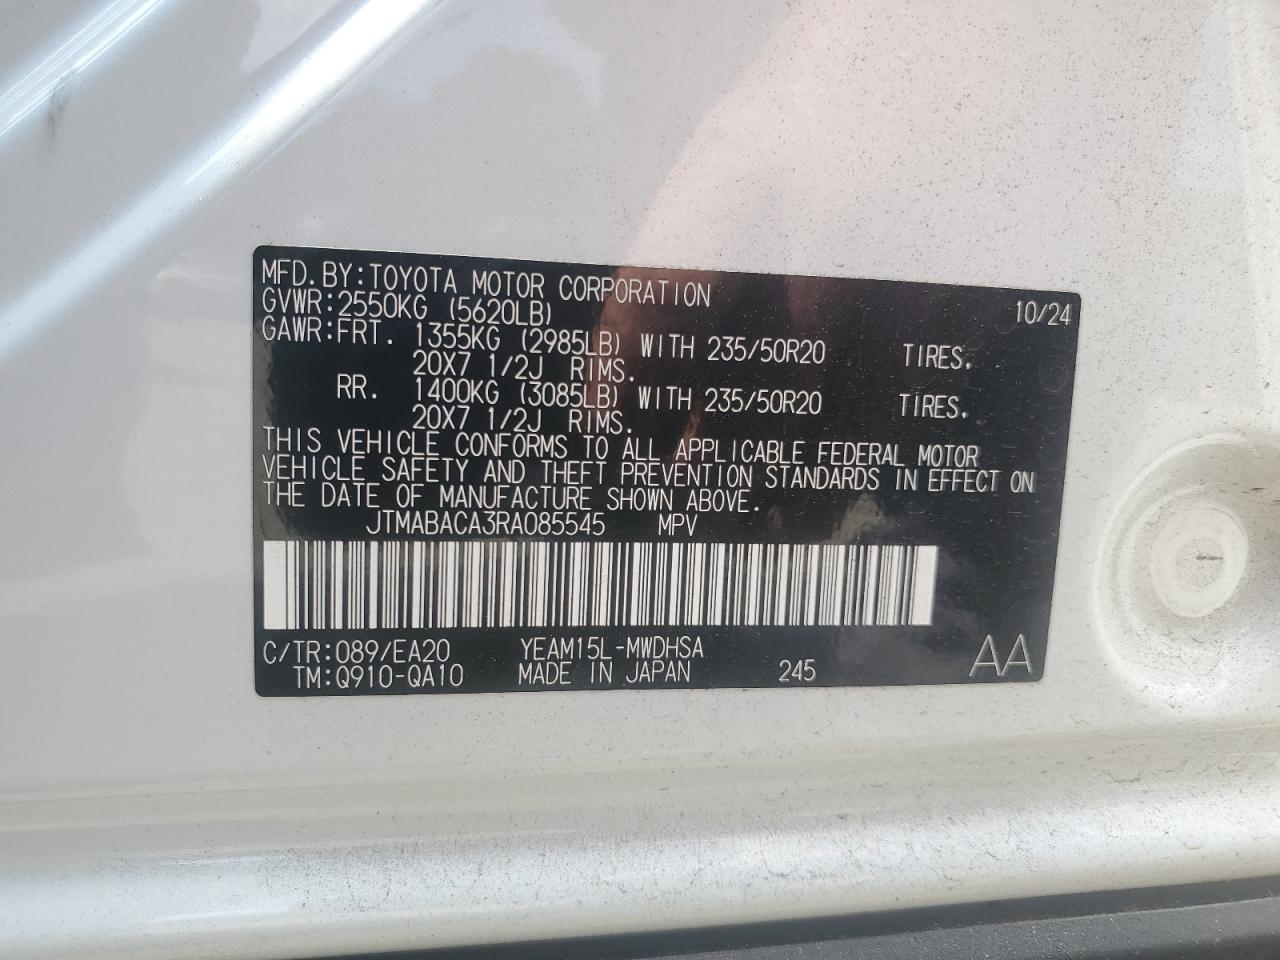 MFD.BY:TOYOTA MOTOR CORPORATION 10/24
GVWR:2550KG (5620LB)
GAWR:FRT. 1355KG (2985LB) WITH 235/50R20 TIRES.
20X7 1/2J RIMS.
RR. 1400KG (3085LB) WITH 235/50R20 TIRES.
20X7 1/2J RIMS.
THIS VEHICLE CONFORMS TO ALL APPLICABLE FEDERAL MOTOR
VEHICLE SAFETY AND THEFT PREVENTION STANDARDS IN EFFECT ON
THE DATE OF MANUFACTURE SHOWN ABOVE.
JTMABACA3RA085545 MPV
C/TR:089/EA20 YEAM15L-MWDHSA AA
TM:Q910-QA10 MADE IN JAPAN 245